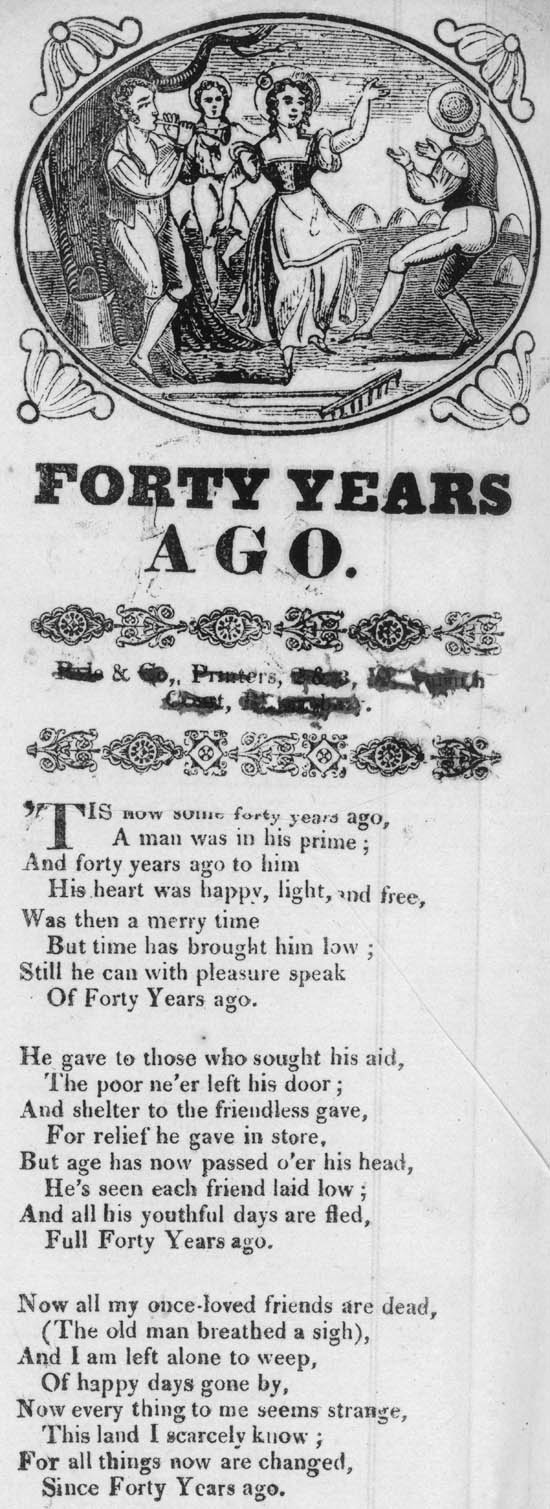 FORTY YEARS
AGO.
& Co,, Printers, 2 & 3,
Court,
'TIS now some forty years ago,
A man was in his prime;
And forty years ago to him
His heart was happy, light, and free,
Was then a merry time
But time has brought him low;
Still he can with pleasure speak
Of Forty Years ago.
He gave to those who sought his aid,
The poor ne'er left his door;
And shelter to the friendless gave,
For relief he gave in store,
But age has now passed o'er his head,
He's seen each friend laid low;
And all his youthful days are fled,
Full Forty Years ago.
Now all my once-loved friends are dead,
(The old man breathed a sigh),
And I am left alone to weep,
Of happy days gone by,
Now every thing to me seems strange,
This land I scarcely know;
For all things now are changed,
Since Forty Years ago.